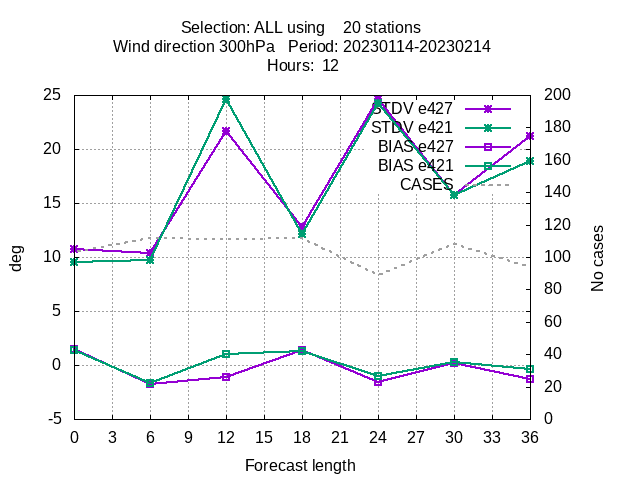 Selection: ALL using 20 stations
Wind direction 300hPa Period: 20230114-20230214
Hours: 12
25 200
STDV e427
180
STDV e421
20 BIAS e427
160
BIAS e421
CASES
15 140
120
deg
No cases
10 100
80
5
60
0 40
20
-5 0
0 3 6 9 12 15 18 21 24 27 30 33 36
Forecast length